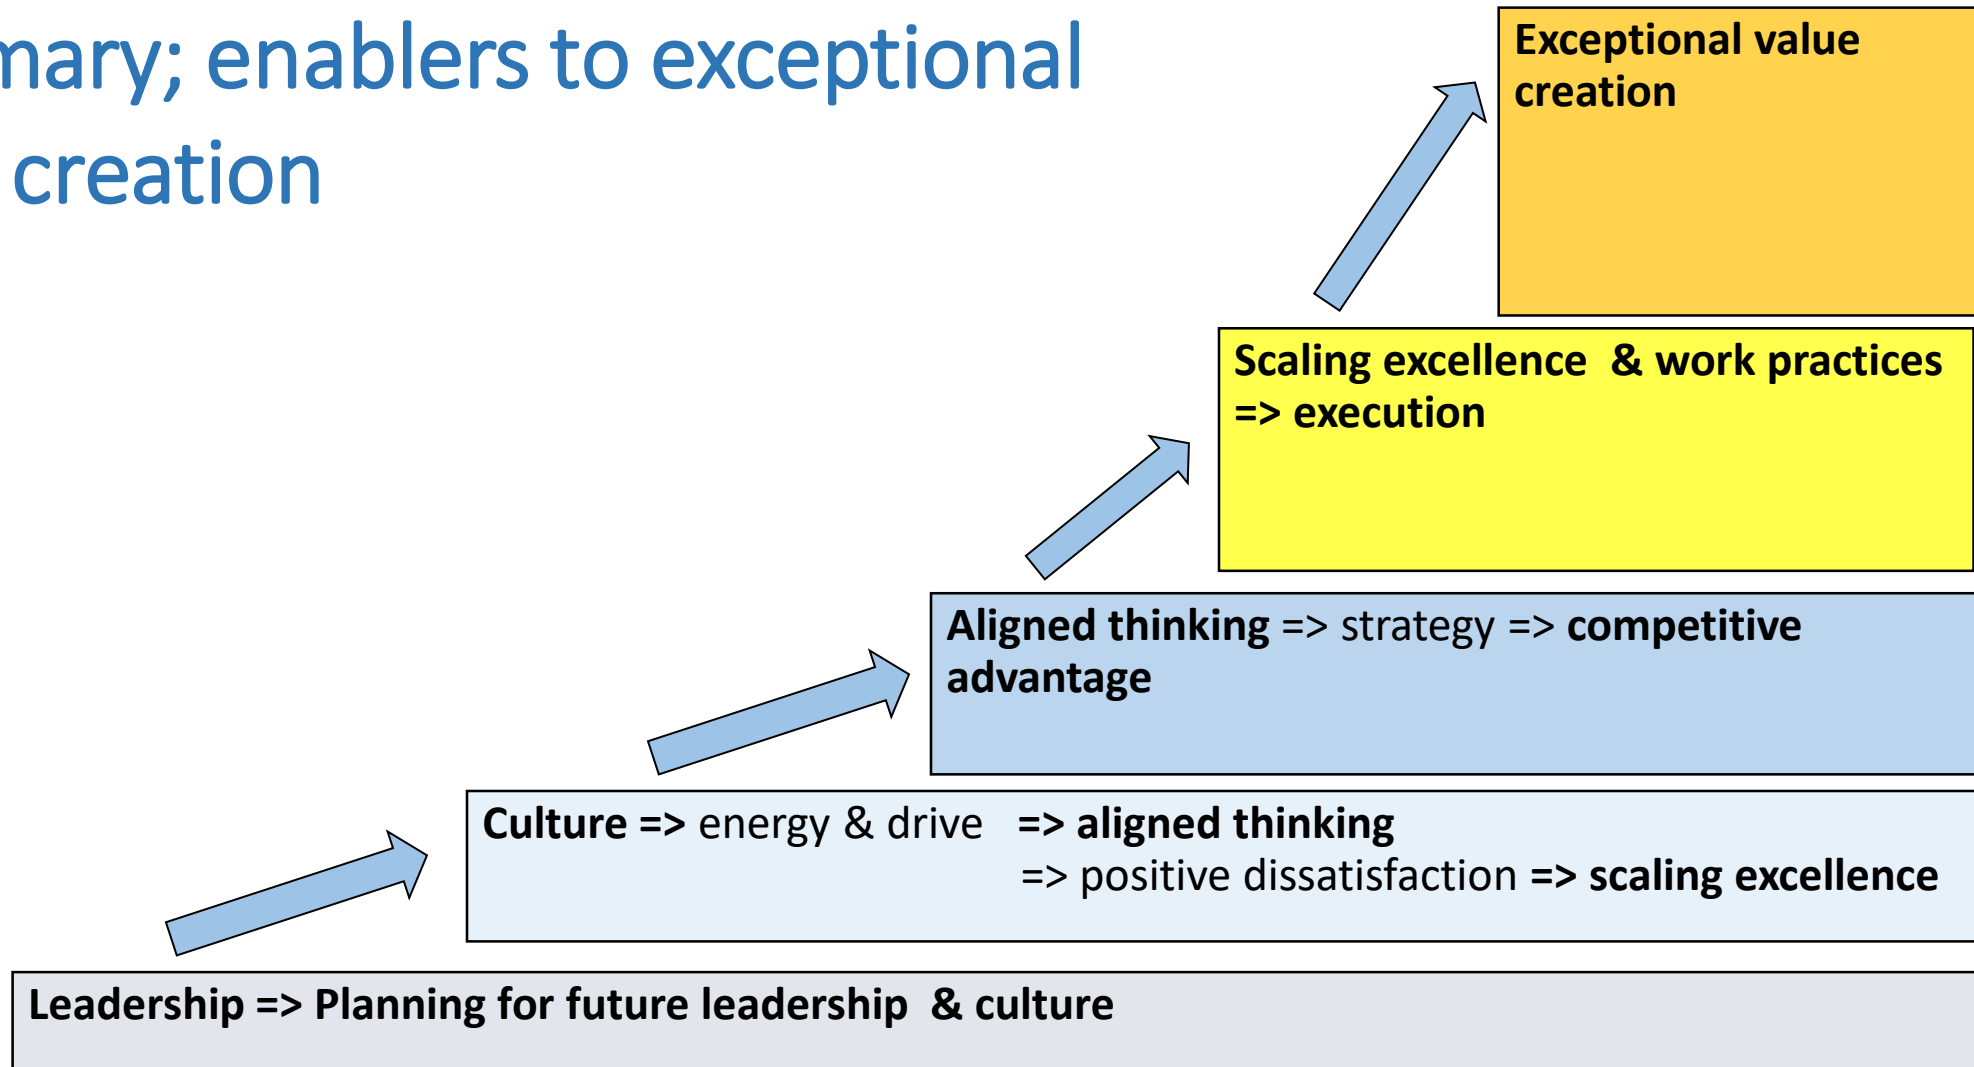 mary; enablers to exceptional
creation
Exceptional value
creation
Scaling excellence & work practices
=> execution
Aligned thinking => strategy => competitive
advantage
Culture => energy & drive => aligned thinking
=> positive dissatisfaction => scaling excellence
Leadership => Planning for future leadership & culture